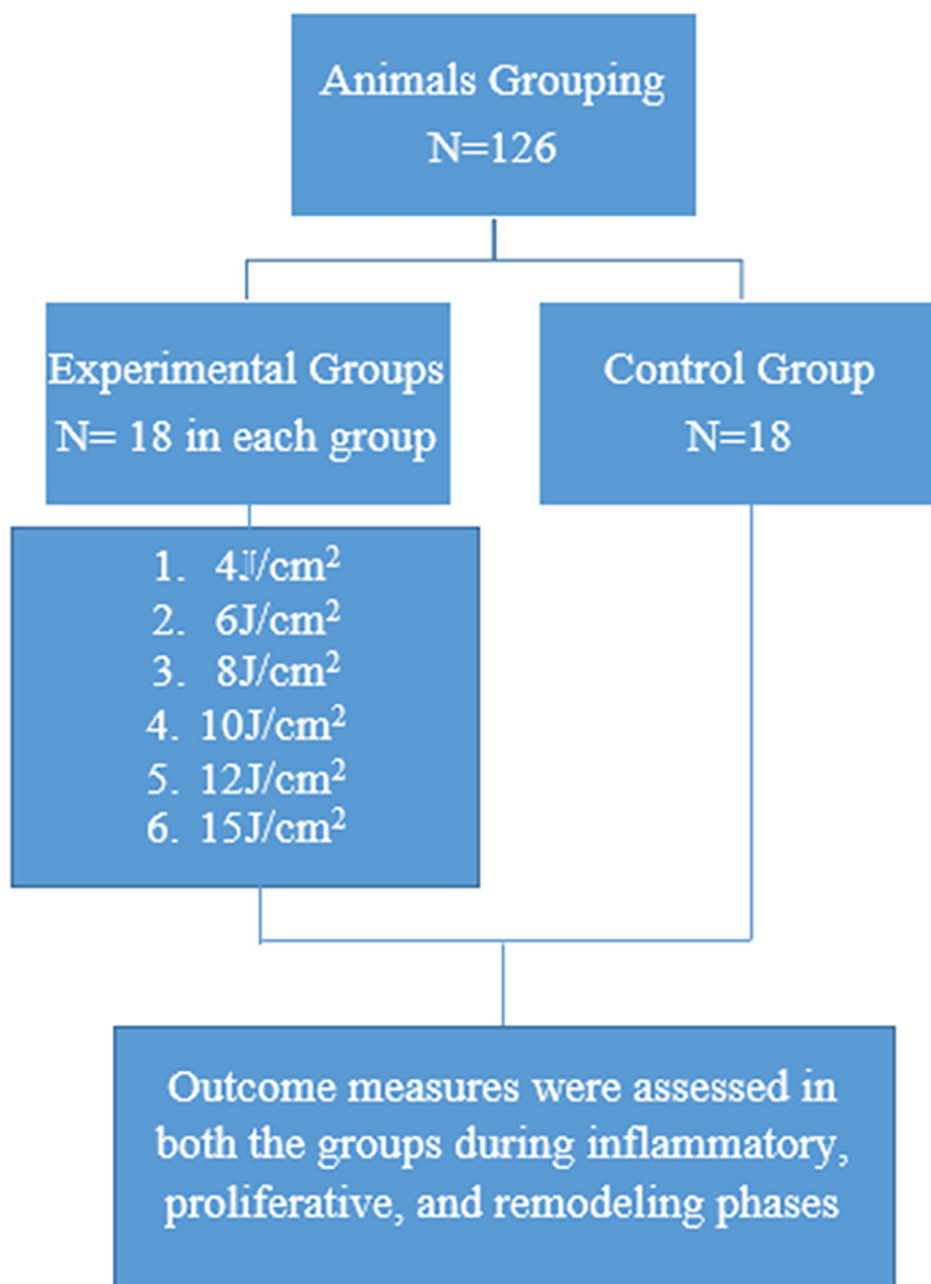 Animals Grouping
N=126
Experimental Groups
N= 18 in each group
Control Group
N=18
1. 4J/cm²
2. 6J/cm²
3. 8J/cm²
4. 10J/cm²
5. 12J/cm²
6. 15J/cm²
Outcome measures were assessed in
both the groups during inflammatory,
proliferative, and remodeling phases